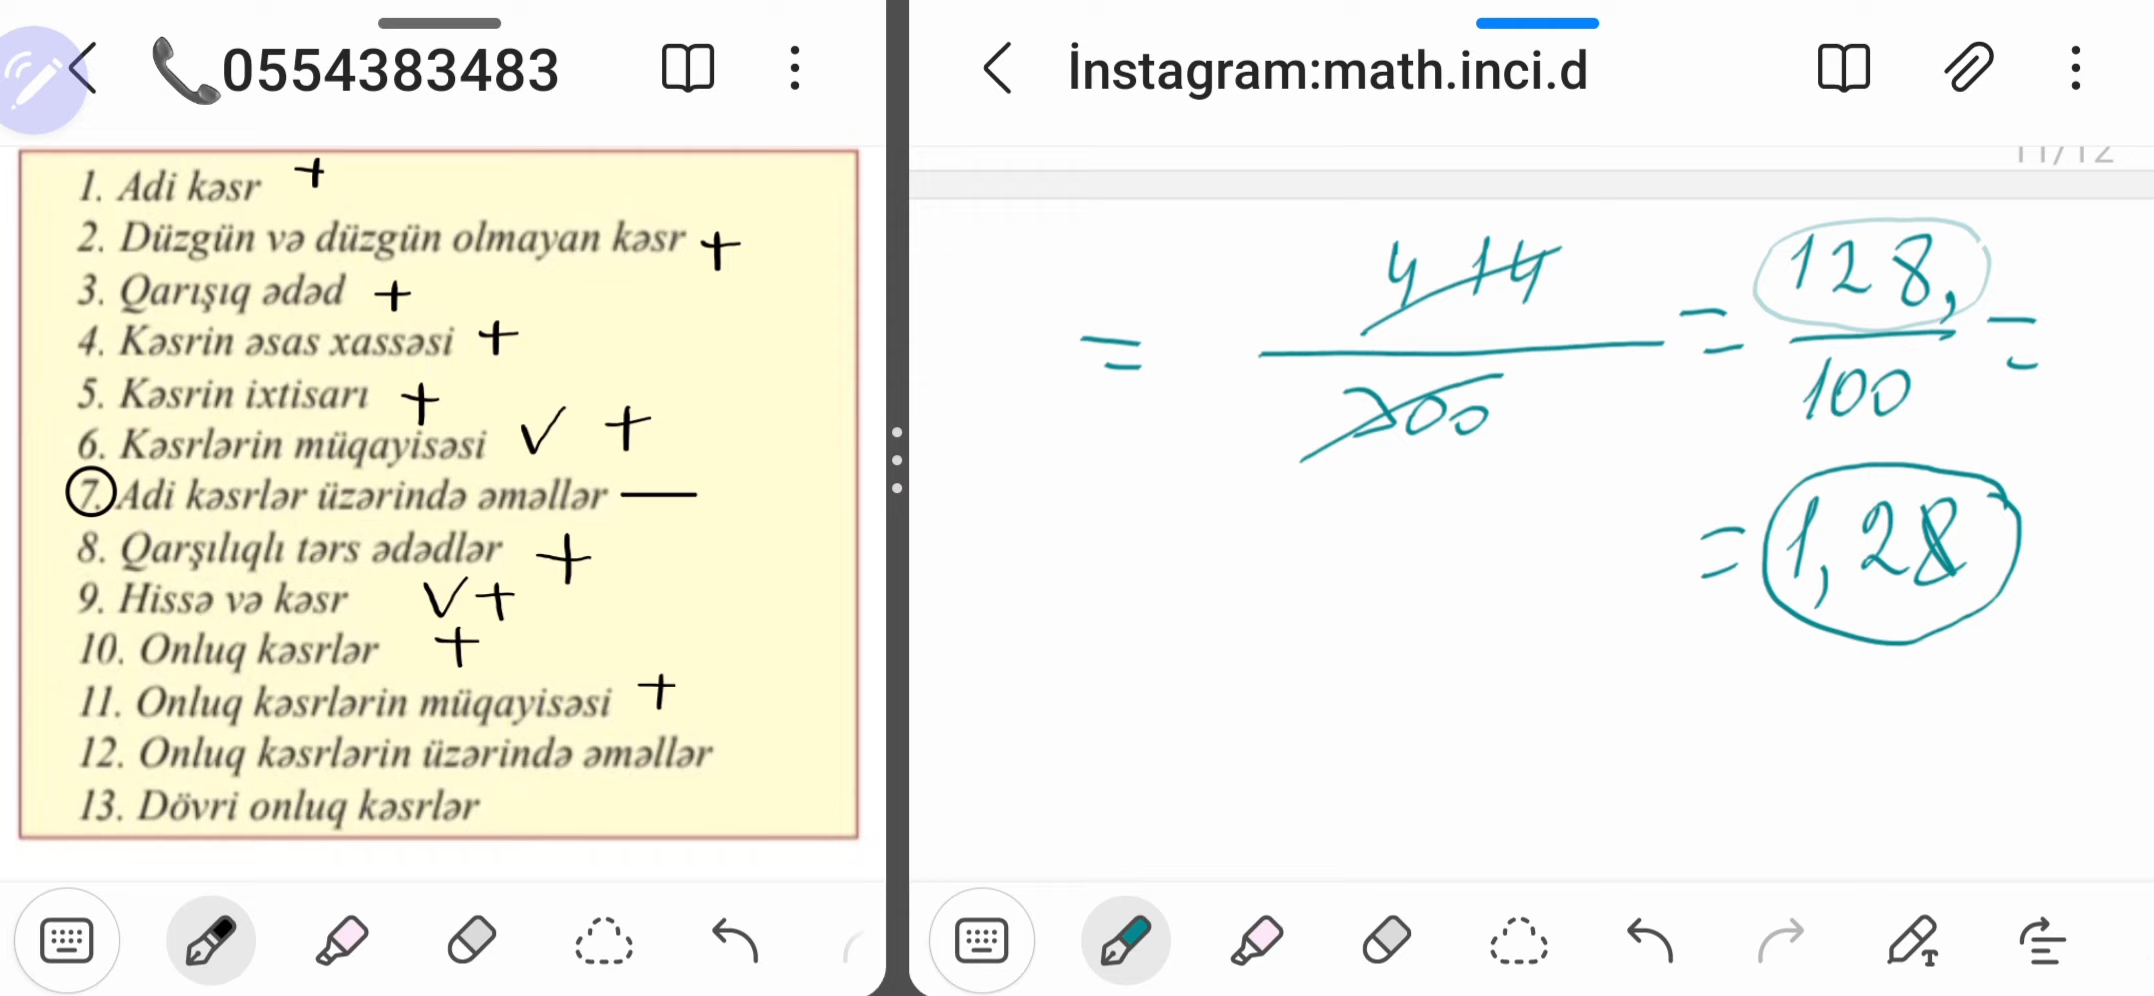 0554383483
İnstagram:math.inci.d
11/12
1. Adi kəsr +
2. Düzgün və düzgün olmayan kəsr +
3. Qarışıq ədəd +
4. Kəsrin əsas xassəsi +
5. Kəsrin ixtisarı +
6. Kəsrlərin müqayisəsi ✓ +
7. Adi kəsrlər üzərində əməllər —
8. Qarşılıqlı tərs ədədlər +
9. Hissə və kəsr ✓ +
10. Onluq kəsrlər +
11. Onluq kəsrlərin müqayisəsi +
12. Onluq kəsrlərin üzərində əməllər
13. Dövri onluq kəsrlər
4 14 128,
= = =
100
= 1,28